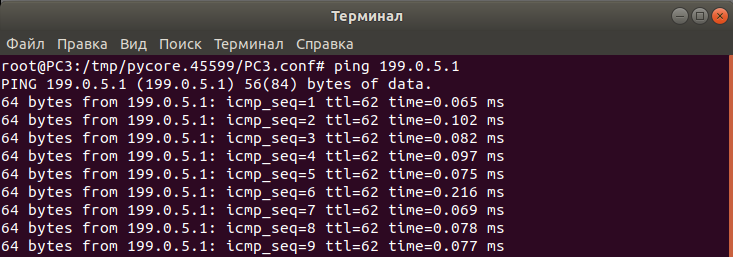 Терминал
Файл Правка Вид Поиск Терминал Справка
root@PC3:/tmp/pycore.45599/PC3.conf# ping 199.0.5.1
PING 199.0.5.1 (199.0.5.1) 56(84) bytes of data.
64 bytes from 199.0.5.1: icmp_seq=1 ttl=62 time=0.065 ms
64 bytes from 199.0.5.1: icmp_seq=2 ttl=62 time=0.102 ms
64 bytes from 199.0.5.1: icmp_seq=3 ttl=62 time=0.082 ms
64 bytes from 199.0.5.1: icmp_seq=4 ttl=62 time=0.097 ms
64 bytes from 199.0.5.1: icmp_seq=5 ttl=62 time=0.075 ms
64 bytes from 199.0.5.1: icmp_seq=6 ttl=62 time=0.216 ms
64 bytes from 199.0.5.1: icmp_seq=7 ttl=62 time=0.069 ms
64 bytes from 199.0.5.1: icmp_seq=8 ttl=62 time=0.078 ms
64 bytes from 199.0.5.1: icmp_seq=9 ttl=62 time=0.077 ms